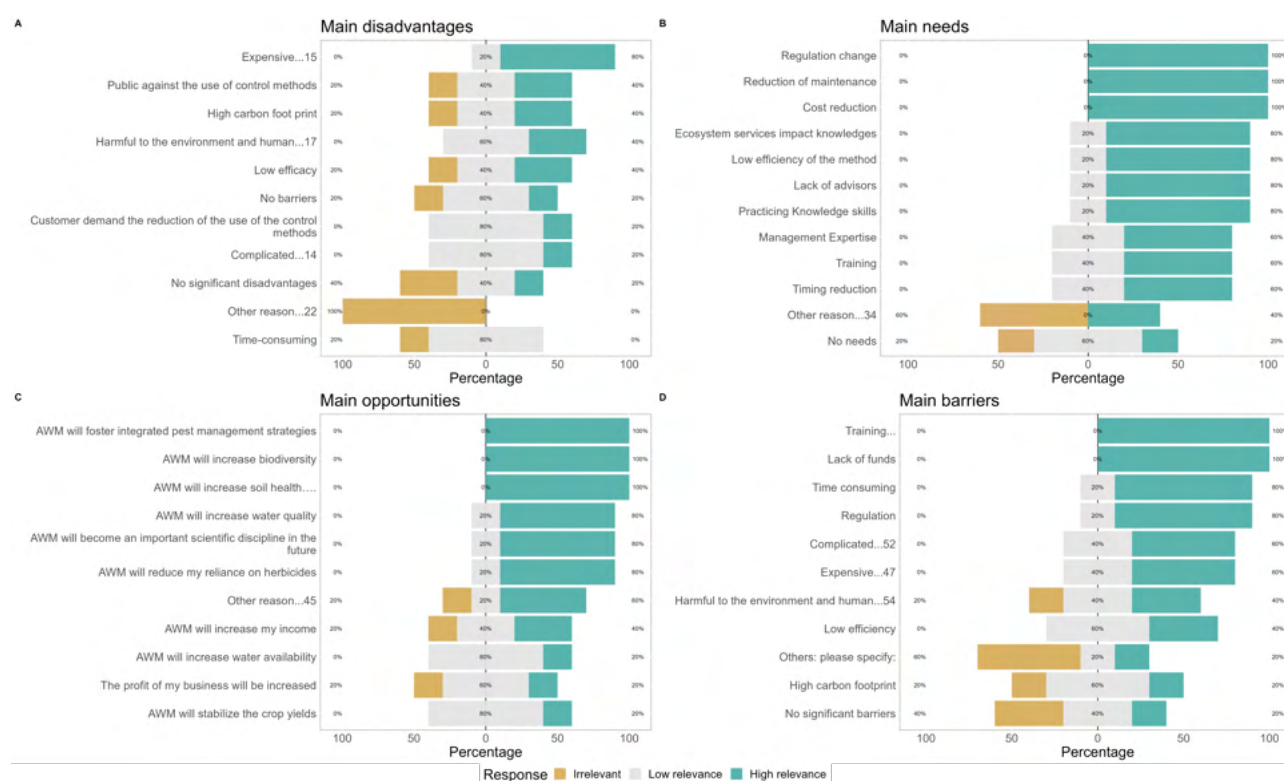 A
Main disadvantages
Expensive...15 0% 20% 80%
Public against the use of control methods 20% 40% 40%
High carbon foot print 20% 40% 40%
Harmful to the environment and human...17 0% 60% 40%
Low efficacy 20% 40% 40%
No barriers 20% 60% 20%
Customer demand the reduction of the use of the control
methods 0% 80% 20%
Complicated...14 0% 80% 20%
No significant disadvantages 40% 40% 20%
Other reason...22 100% 0% 0%
Time-consuming 20% 80% 0%
100 50 0 50 100
Percentage
B
Main needs
Regulation change 0% 0% 100%
Reduction of maintenance 0% 0% 100%
Cost reduction 0% 0% 100%
Ecosystem services impact knowledges 0% 20% 80%
Low efficiency of the method 0% 20% 80%
Lack of advisors 0% 20% 80%
Practicing Knowledge skills 0% 20% 80%
Management Expertise 0% 40% 60%
Training 0% 40% 60%
Timing reduction 0% 40% 60%
Other reason...34 60% 0% 40%
No needs 20% 60% 20%
100 50 0 50 100
Percentage
C
Main opportunities
AWM will foster integrated pest management strategies 0% 0% 100%
AWM will increase biodiversity 0% 0% 100%
AWM will increase soil health.... 0% 0% 100%
AWM will increase water quality 0% 20% 80%
AWM will become an important scientific discipline in the
future 0% 20% 80%
AWM will reduce my reliance on herbicides 0% 20% 80%
Other reason...45 20% 20% 60%
AWM will increase my income 20% 40% 40%
AWM will increase water availability 0% 80% 20%
The profit of my business will be increased 20% 60% 20%
AWM will stabilize the crop yields 0% 80% 20%
100 50 0 50 100
Percentage
D
Main barriers
Training... 0% 0% 100%
Lack of funds 0% 0% 100%
Time consuming 0% 20% 80%
Regulation 0% 20% 80%
Complicated...52 0% 40% 60%
Expensive...47 0% 40% 60%
Harmful to the environment and human...54 20% 40% 40%
Low efficiency 0% 60% 40%
Others: please specify: 60% 20% 20%
High carbon footprint 20% 60% 20%
No significant barriers 40% 40% 20%
100 50 0 50 100
Percentage
Response Irrelevant Low relevance High relevance